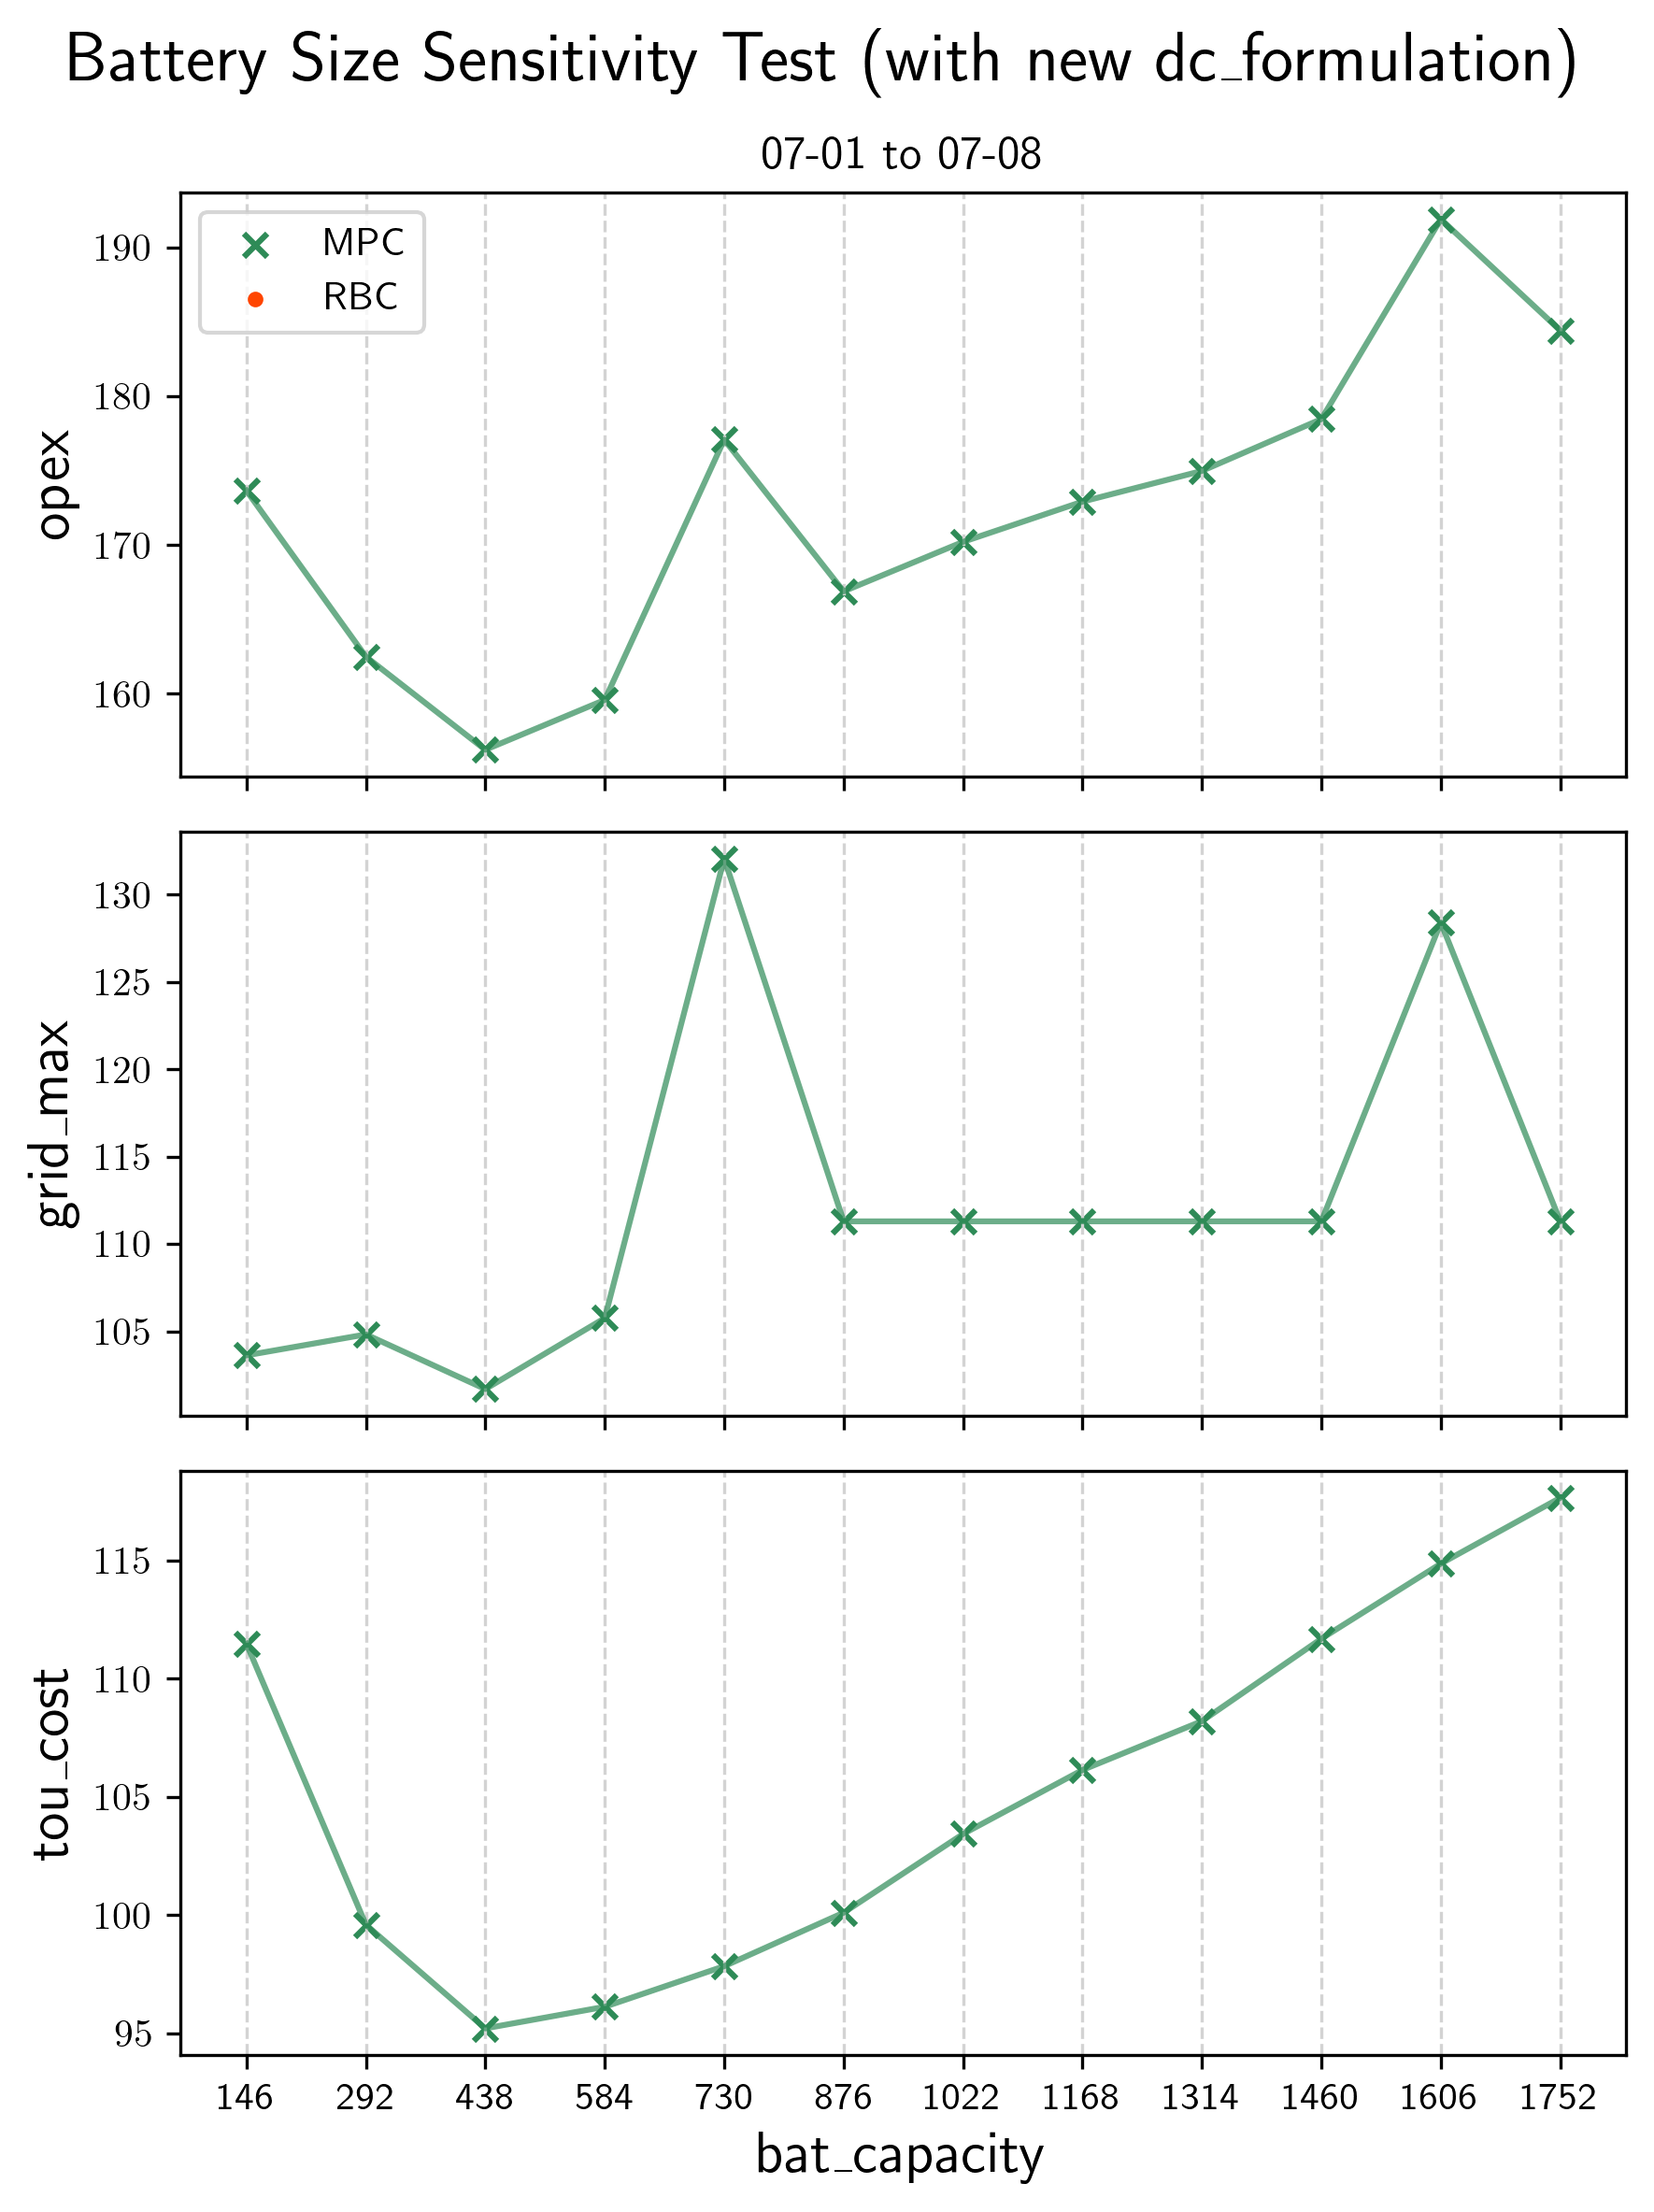 Battery Size Sensitivity Test (with new dc_formulation)
07-01 to 07-08
MPC
RBC
190
180
170
160
opex
130
125
120
115
110
105
grid_max
115
110
105
100
95
tou_cost
146 292 438 584 730 876 1022 1168 1314 1460 1606 1752
bat_capacity